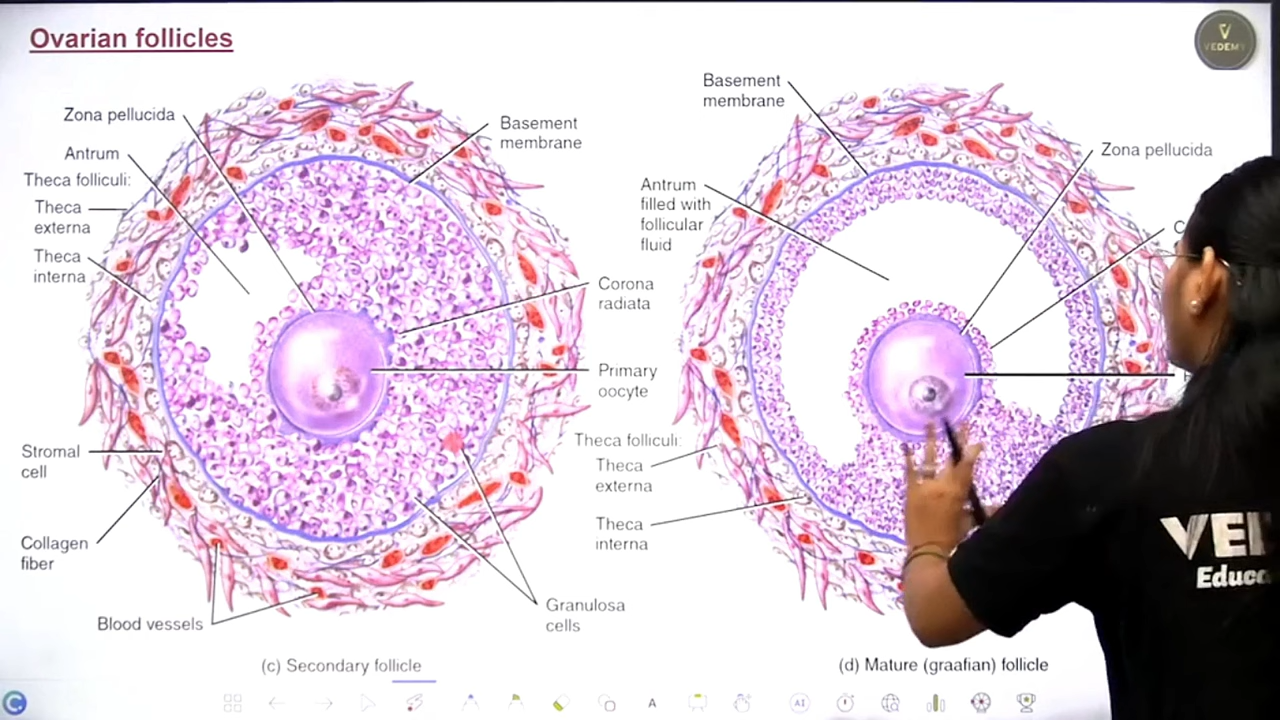 Ovarian follicles
V
VEDEMY
Zona pellucida
Antrum
Theca folliculi:
Theca
externa
Theca
interna
Stromal
cell
Collagen
fiber
Blood vessels
Basement
membrane
Corona
radiata
Primary
oocyte
Granulosa
cells
(c) Secondary follicle
Basement
membrane
Antrum
filled with
follicular
fluid
Zona pellucida
C
Theca folliculi:
Theca
externa
Theca
interna
(d) Mature (graafian) follicle
A
AI
VE
Educa